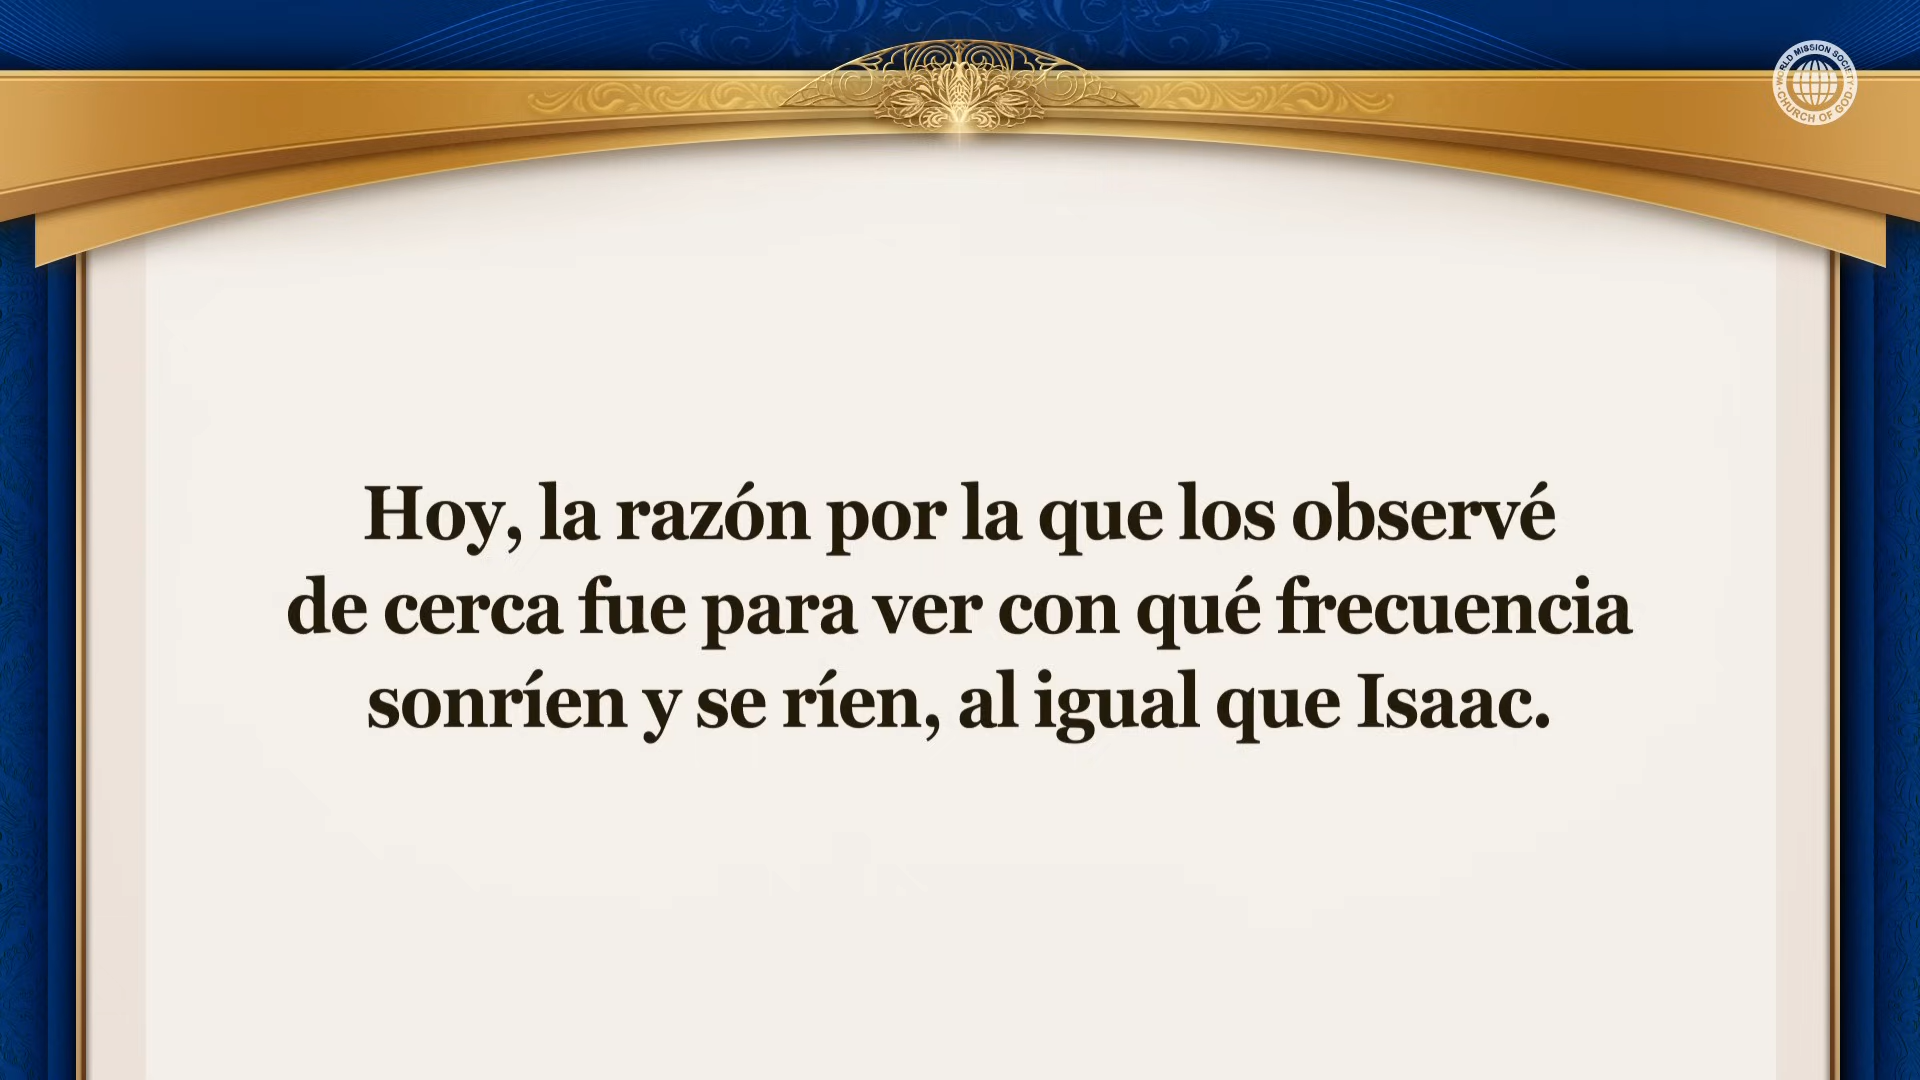 WORLD MISSION SOCIETY
CHURCH OF GOD
Hoy, la razón por la que los observé
de cerca fue para ver con qué frecuencia
sonríen y se ríen, al igual que Isaac.